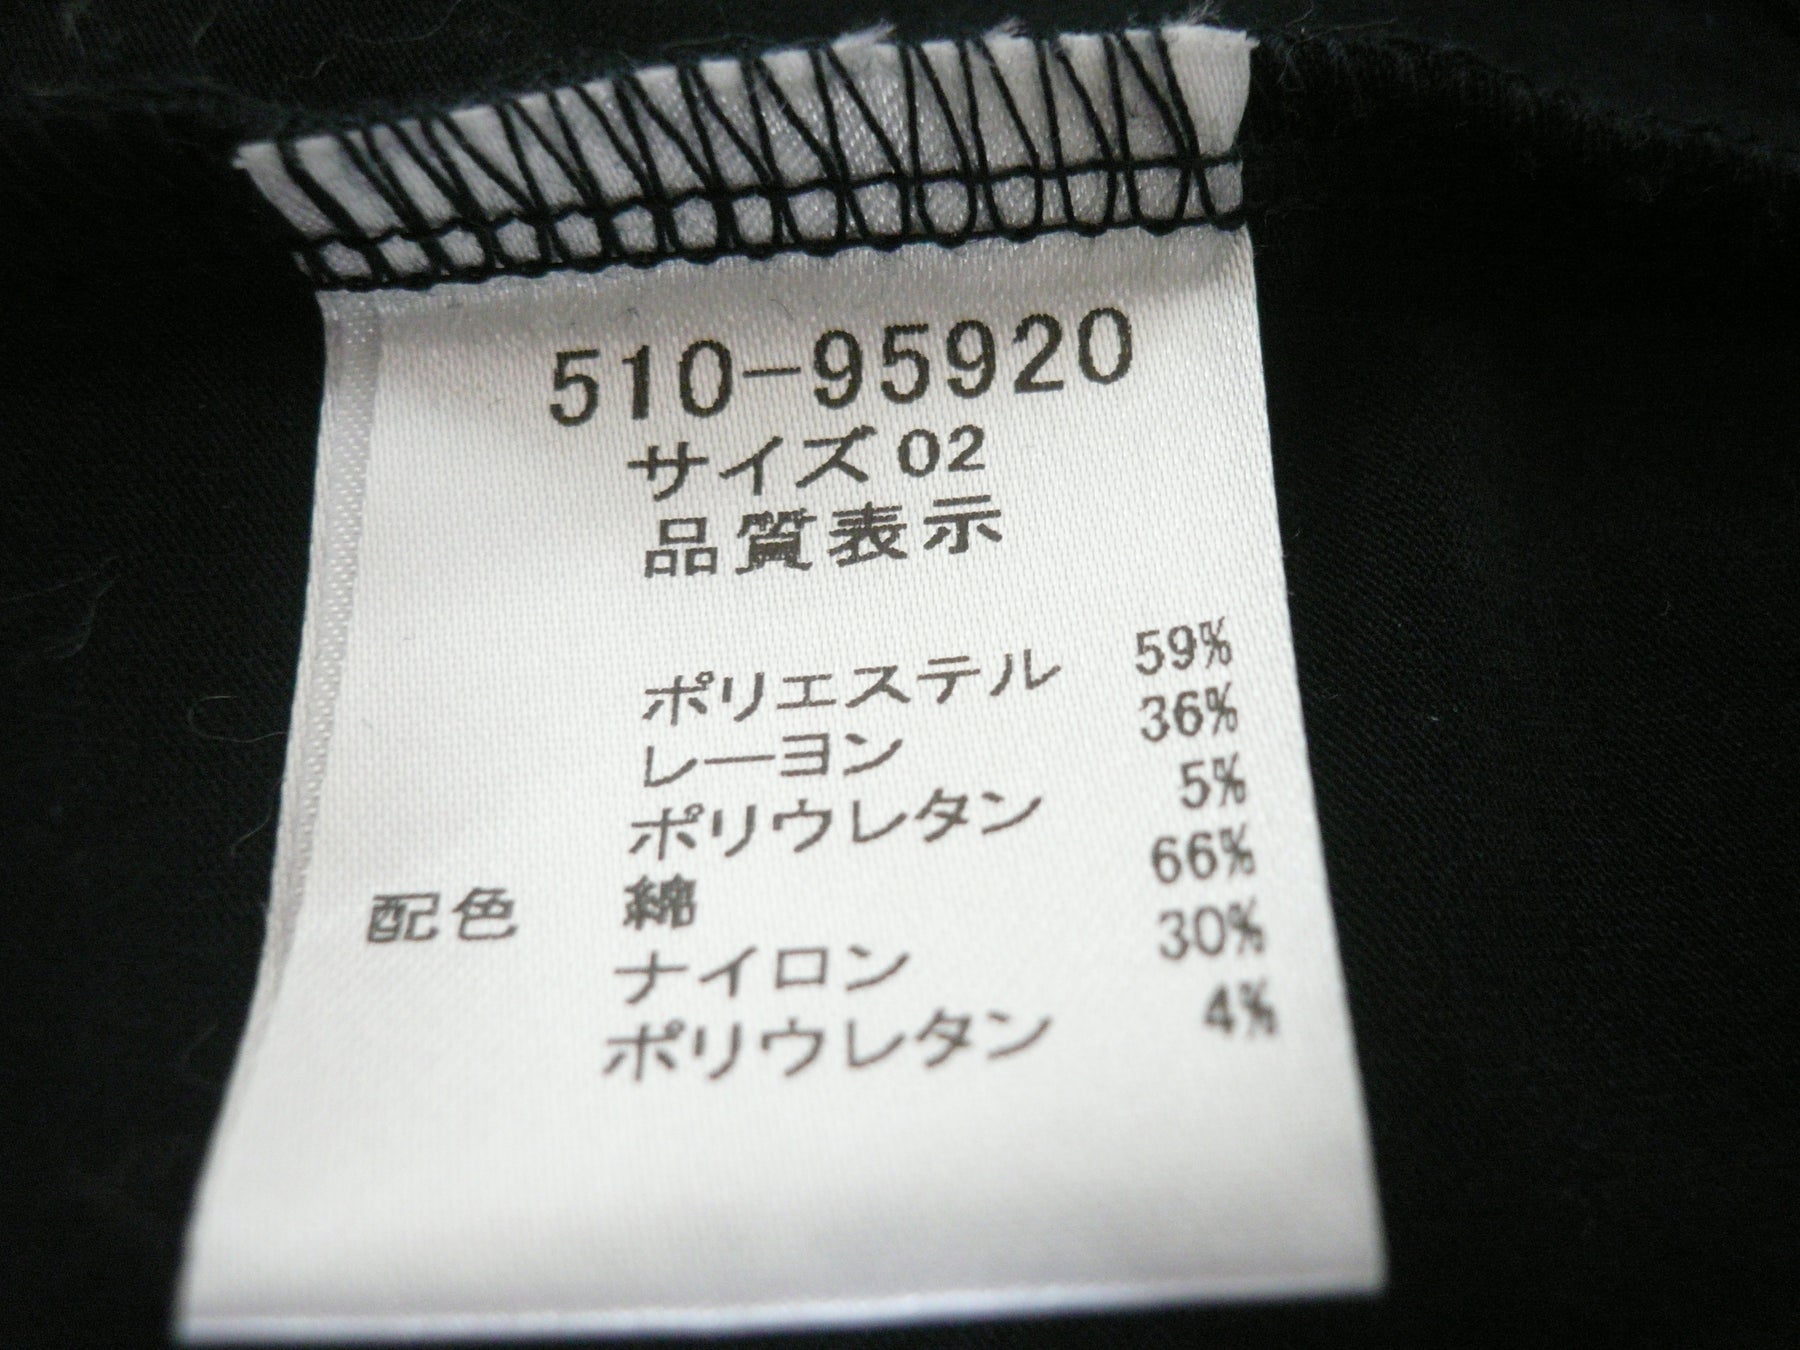 510-95920
サイズ 02
品質表示
ポリエステル 59%
レーヨン 36%
ポリウレタン 5%
配色 綿 66%
ナイロン 30%
ポリウレタン 4%